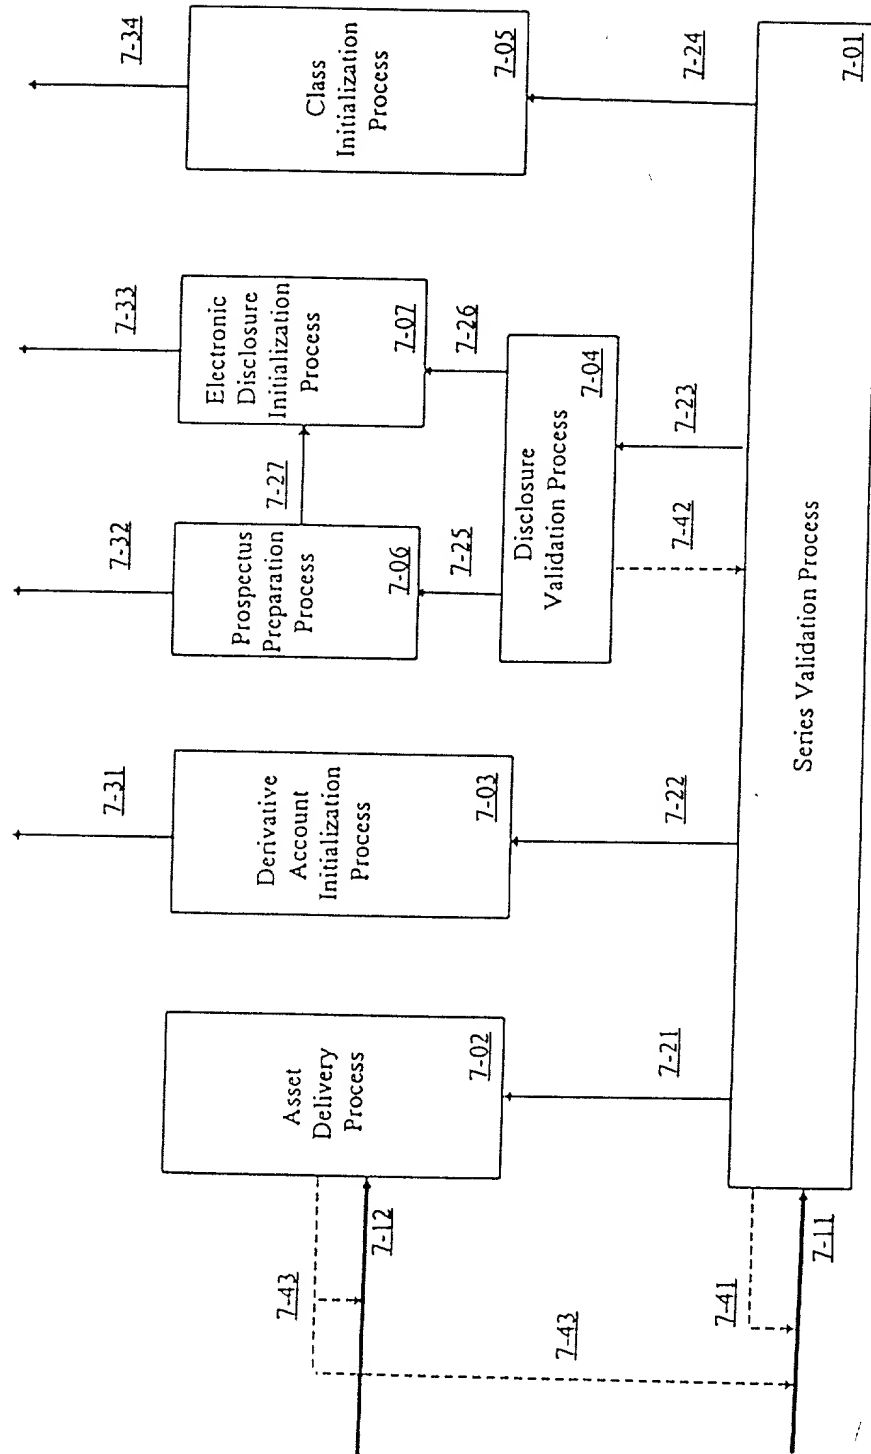 7-31
7-32
7-33
7-34
Asset
Delivery
Process
7-02
Derivative
Account
Initialization
Process
7-03
Prospectus
Preparation
Process
7-06
7-27
Electronic
Disclosure
Initialization
Process
7-07
Class
Initialization
Process
7-05
7-43
7-12
7-25
7-26
Disclosure
Validation Process
7-04
7-43
7-21
7-22
7-42
7-23
7-24
7-41
7-11
Series Validation Process
7-01